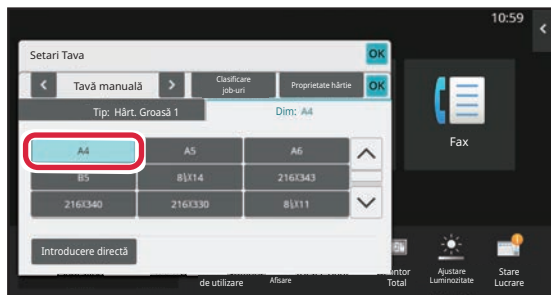 10:59
Setari Tava
OK
Tavă manuală
Clasificare
job-uri
Proprietate hârtie
OK
Tip: Hârt. Groasă 1
Dim: A4
Fax
A4
A5
A6
B5
8½X14
216X343
216X340
216X330
8½X11
Introducere directă
Total
Ajustare
Luminozitate
Stare
Lucrare
de utilizare
Afisare